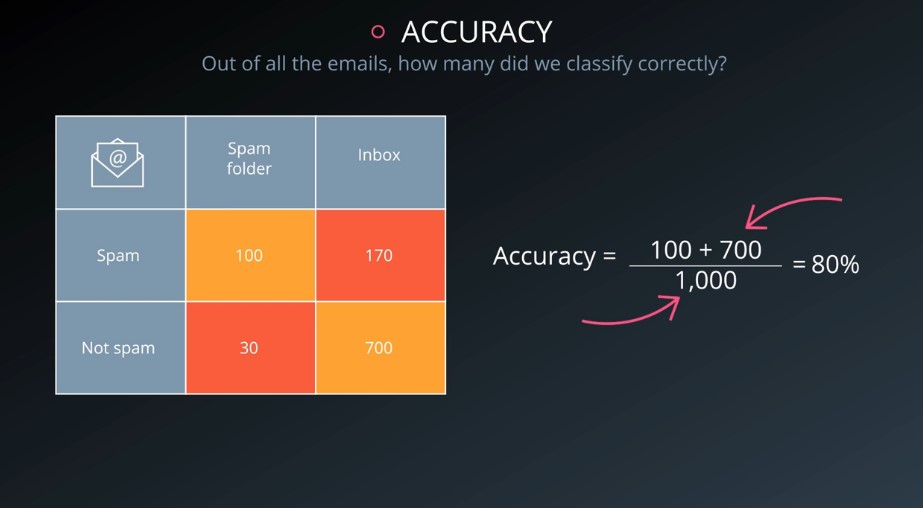 ACCURACY
Out of all the emails, how many did we classify correctly?
@
Spam
folder
Inbox
Spam
100
170
Not spam
30
700
Accuracy =
100 + 700
1,000
= 80%